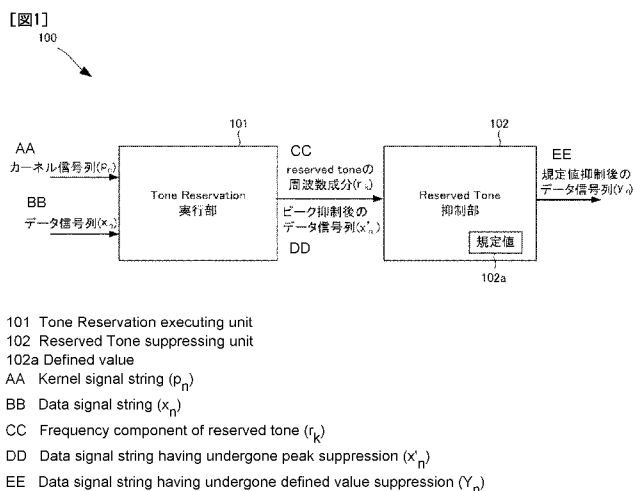 [図1]
100
101
102
AA
カーネル信号列(pn)
BB
データ信号列(xn)
Tone Reservation
実行部
CC
reserved toneの
周波数成分(rk)
ピーク抑制後の
データ信号列(x'n)
DD
Reserved Tone
抑制部
規定値
102a
EE
規定値抑制後の
データ信号列(Yn)
101 Tone Reservation executing unit
102 Reserved Tone suppressing unit
102a Defined value
AA Kernel signal string (pn)
BB Data signal string (xn)
CC Frequency component of reserved tone (rk)
DD Data signal string having undergone peak suppression (x'n)
EE Data signal string having undergone defined value suppression (Yn)